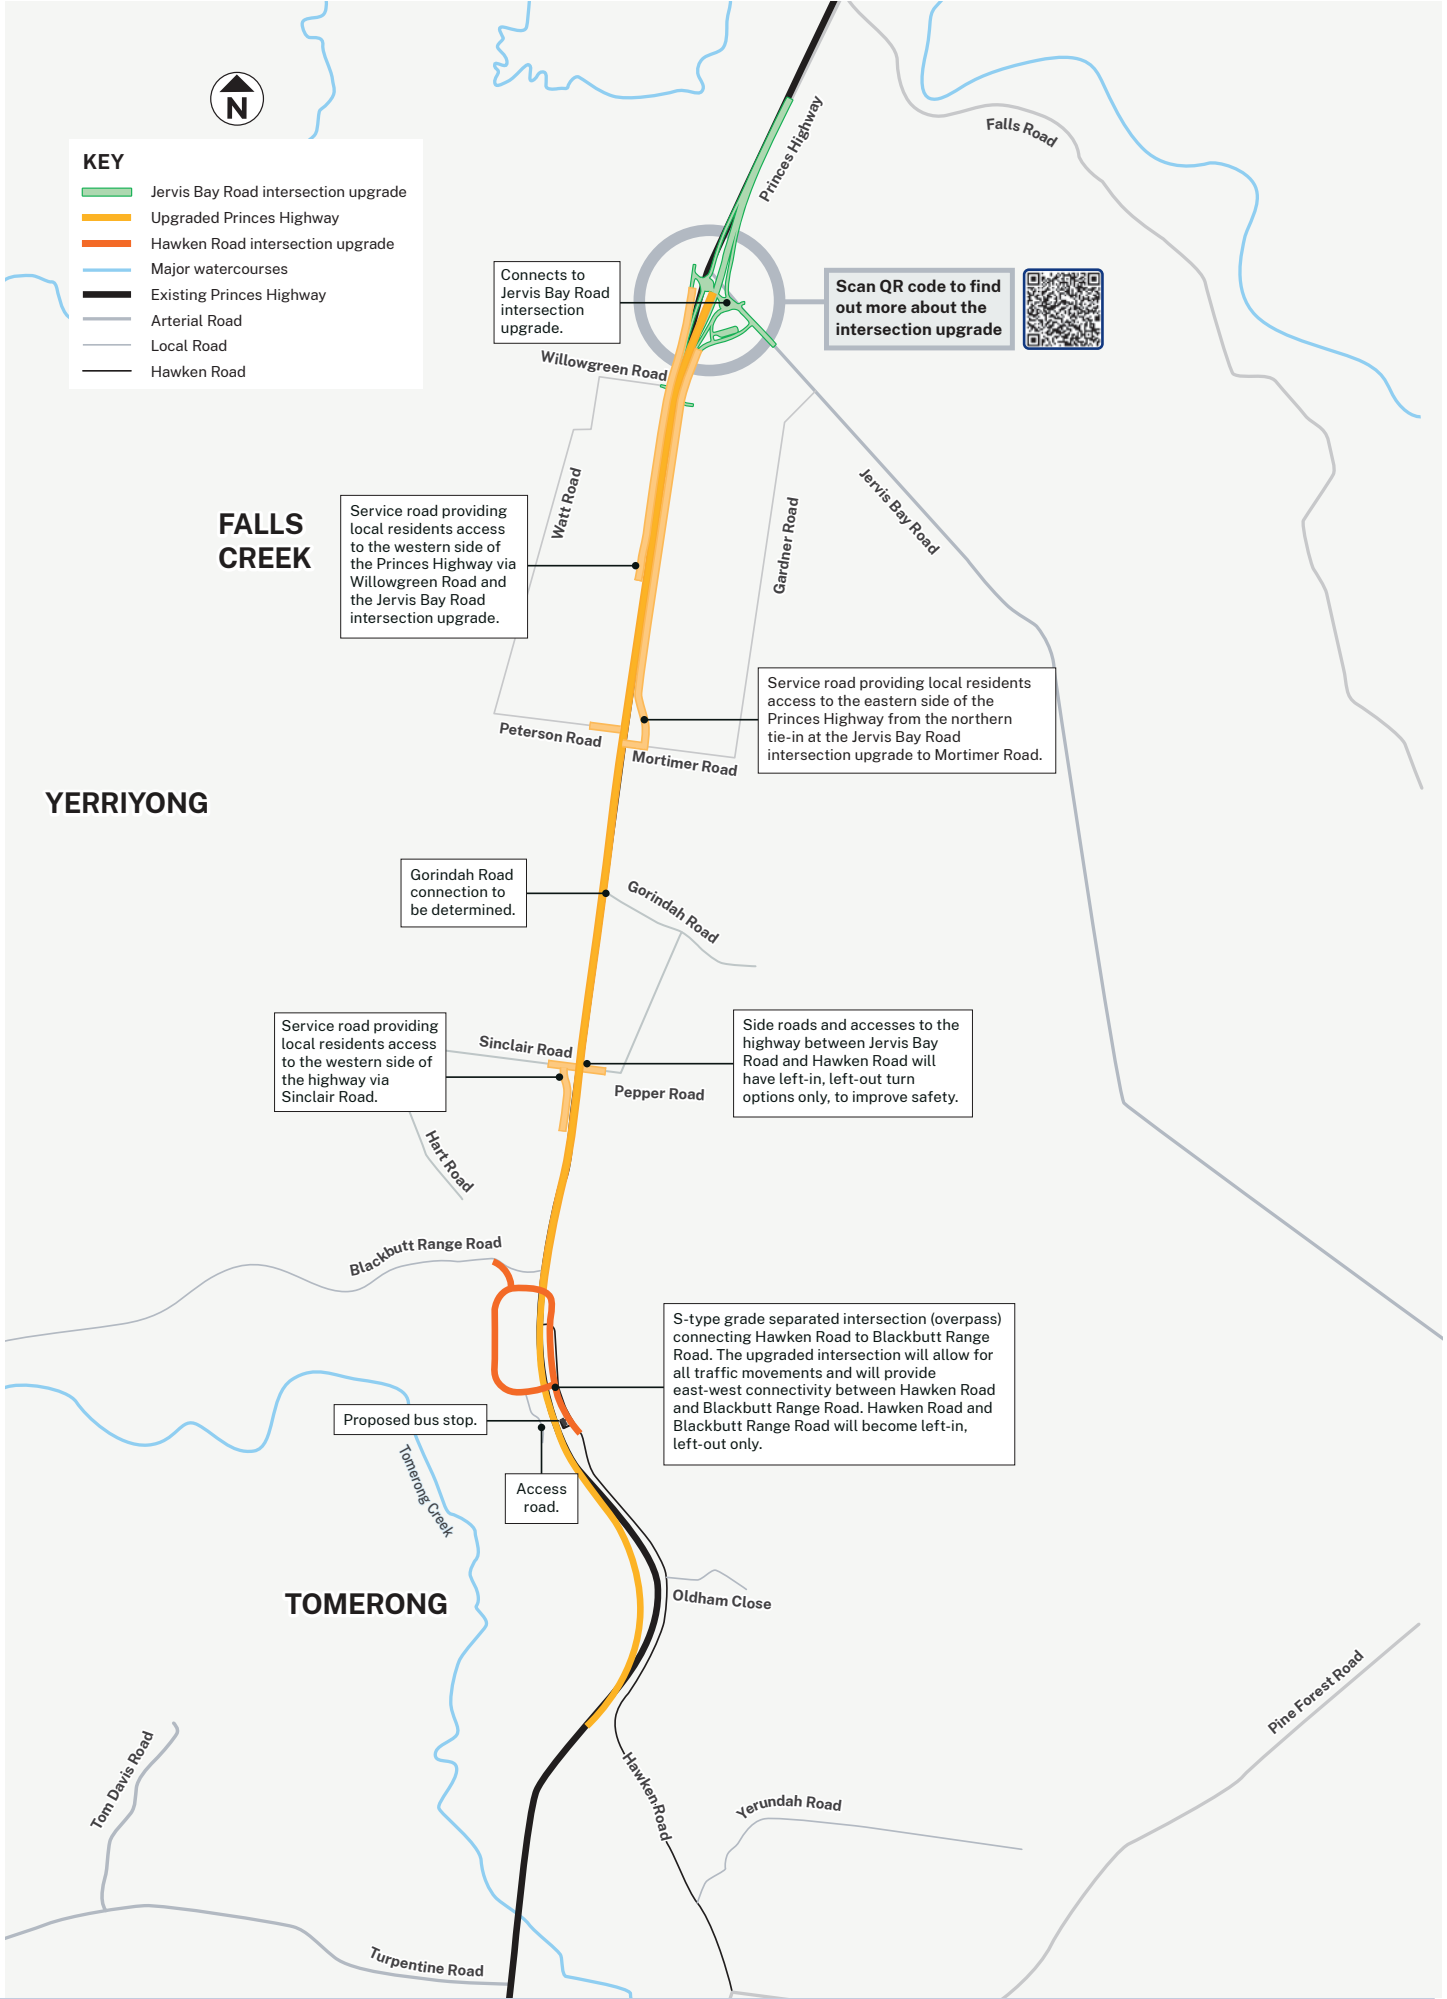 N
KEY
Jervis Bay Road intersection upgrade
Upgraded Princes Highway
Hawken Road intersection upgrade
Major watercourses
Existing Princes Highway
Arterial Road
Local Road
Hawken Road
Falls Road
Princes Highway
Connects to
Jervis Bay Road
intersection
upgrade.
Scan QR code to find
out more about the
intersection upgrade
Willowgreen Road
Watt Road
Gardner Road
Jervis Bay Road
FALLS
CREEK
Service road providing
local residents access
to the western side of
the Princes Highway via
Willowgreen Road and
the Jervis Bay Road
intersection upgrade.
Service road providing local residents
access to the eastern side of the
Princes Highway from the northern
tie-in at the Jervis Bay Road
intersection upgrade to Mortimer Road.
Peterson Road
Mortimer Road
YERRIYONG
Gorindah Road
connection to
be determined.
Gorindah Road
Service road providing
local residents access
to the western side of
the highway via
Sinclair Road.
Sinclair Road
Side roads and accesses to the
highway between Jervis Bay
Road and Hawken Road will
have left-in, left-out turn
options only, to improve safety.
Pepper Road
Hart Road
Blackbutt Range Road
S-type grade separated intersection (overpass)
connecting Hawken Road to Blackbutt Range
Road. The upgraded intersection will allow for
all traffic movements and will provide
east-west connectivity between Hawken Road
and Blackbutt Range Road. Hawken Road and
Blackbutt Range Road will become left-in,
left-out only.
Proposed bus stop.
Tomerong Creek
Access
road.
TOMERONG
Oldham Close
Pine Forest Road
Tom Davis Road
Hawken Road
Yerundah Road
Turpentine Road